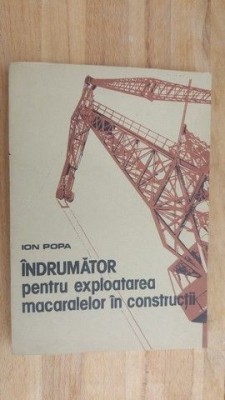 ION POPA
ÎNDRUMĂTOR
pentru exploatarea
macaralelor în construcții